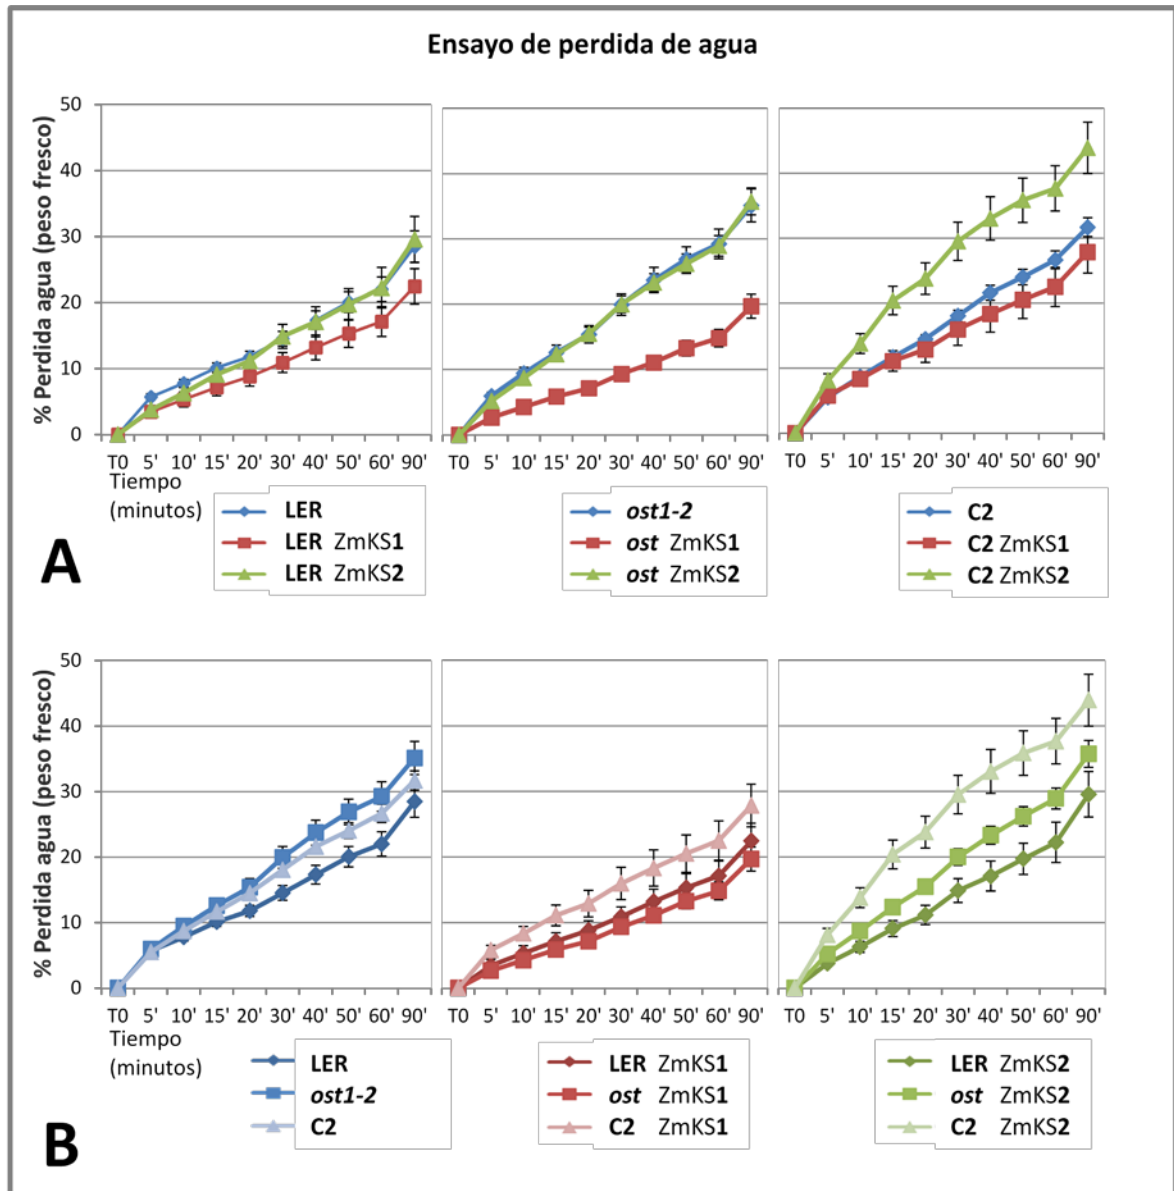 Ensayo de perdida de agua
% Perdida agua (peso fresco)
50
40
30
20
10
0
T0 5' 10' 15' 20' 30' 40' 50' 60' 90'
T0 5' 10' 15' 20' 30' 40' 50' 60' 90'
T0 5' 10' 15' 20' 30' 40' 50' 60' 90'
Tiempo
(minutos)
LER
LER ZmKS1
LER ZmKS2
ost1-2
ost ZmKS1
ost ZmKS2
C2
C2 ZmKS1
C2 ZmKS2
A
% Perdida agua (peso fresco)
50
40
30
20
10
0
T0 5' 10' 15' 20' 30' 40' 50' 60' 90'
T0 5' 10' 15' 20' 30' 40' 50' 60' 90'
T0 5' 10' 15' 20' 30' 40' 50' 60' 90'
Tiempo
(minutos)
LER
ost1-2
C2
LER ZmKS1
ost ZmKS1
C2 ZmKS1
LER ZmKS2
ost ZmKS2
C2 ZmKS2
B